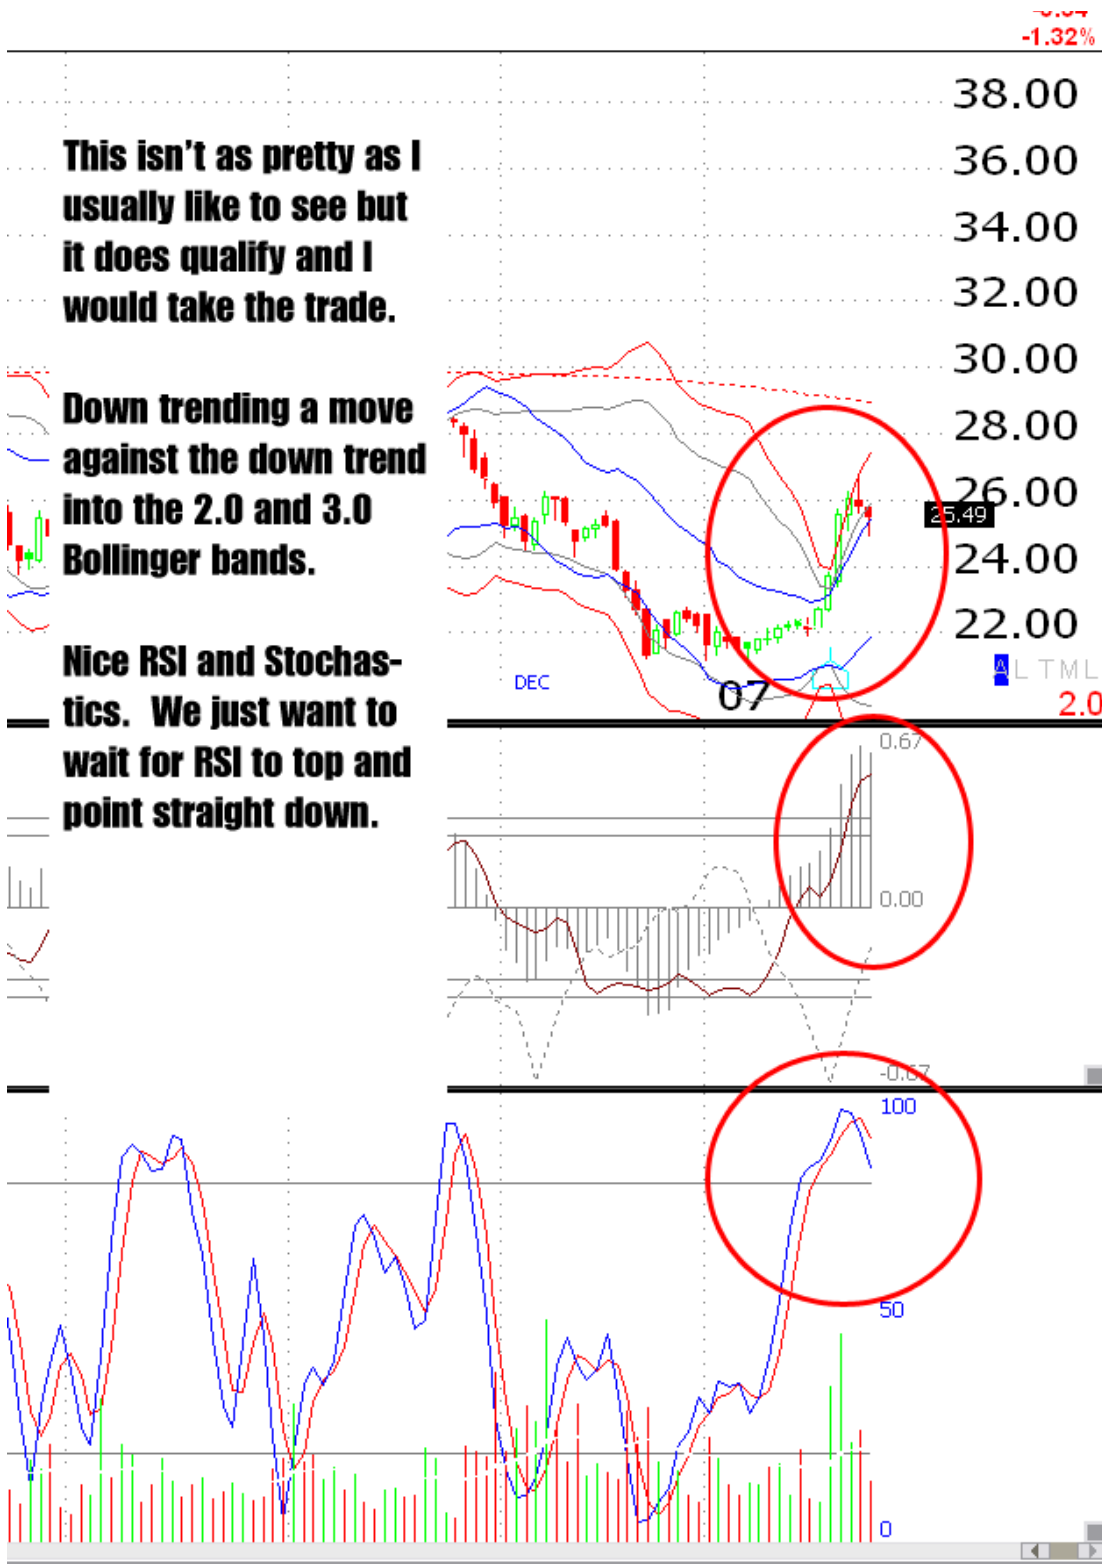 -1.32%
38.00
This isn't as pretty as I
usually like to see but
it does qualify and I
would take the trade.
36.00
34.00
32.00
30.00
Down trending a move
against the down trend
into the 2.0 and 3.0
Bollinger bands.
28.00
26.00
25.49
24.00
22.00
Nice RSI and Stochas-
tics. We just want to
wait for RSI to top and
point straight down.
DEC
07
A L T M L
2.0
0.67
0.00
-0.67
100
50
0